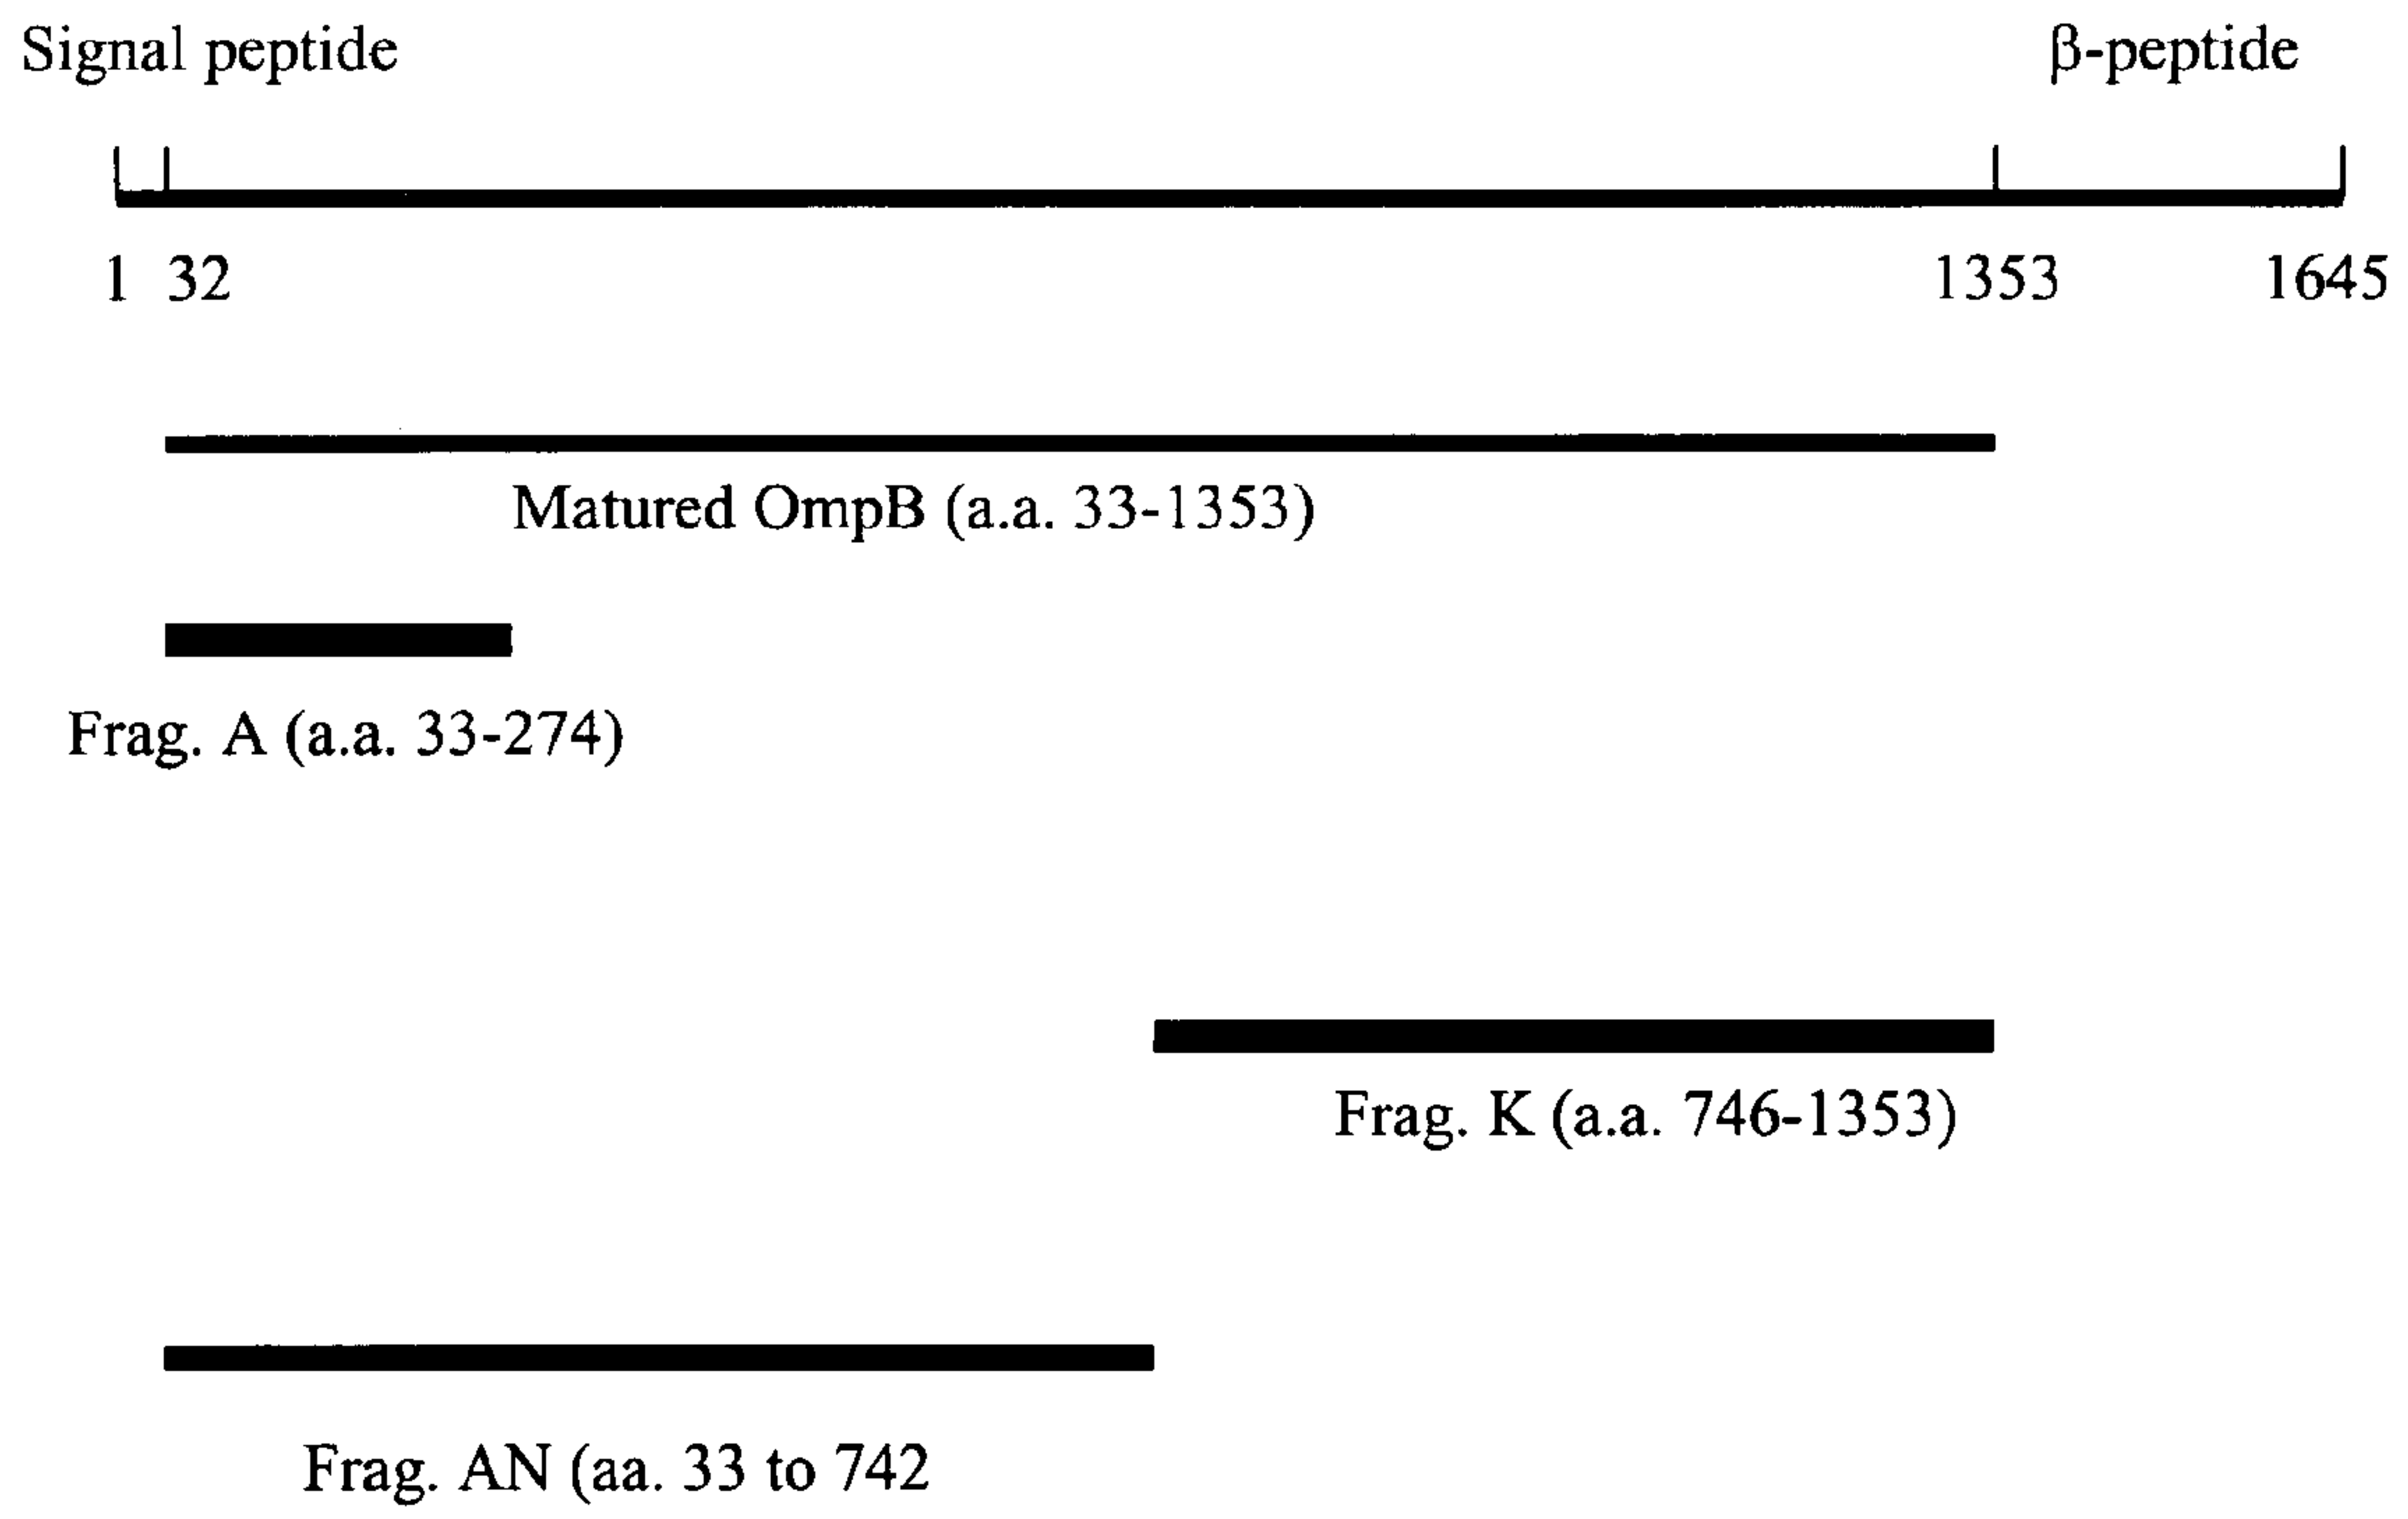 Signal peptide β-peptide
1 32 1353 1645
Matured OmpB (a.a. 33-1353)
Frag. A (a.a. 33-274)
Frag. K (a.a. 746-1353)
Frag. AN (aa. 33 to 742